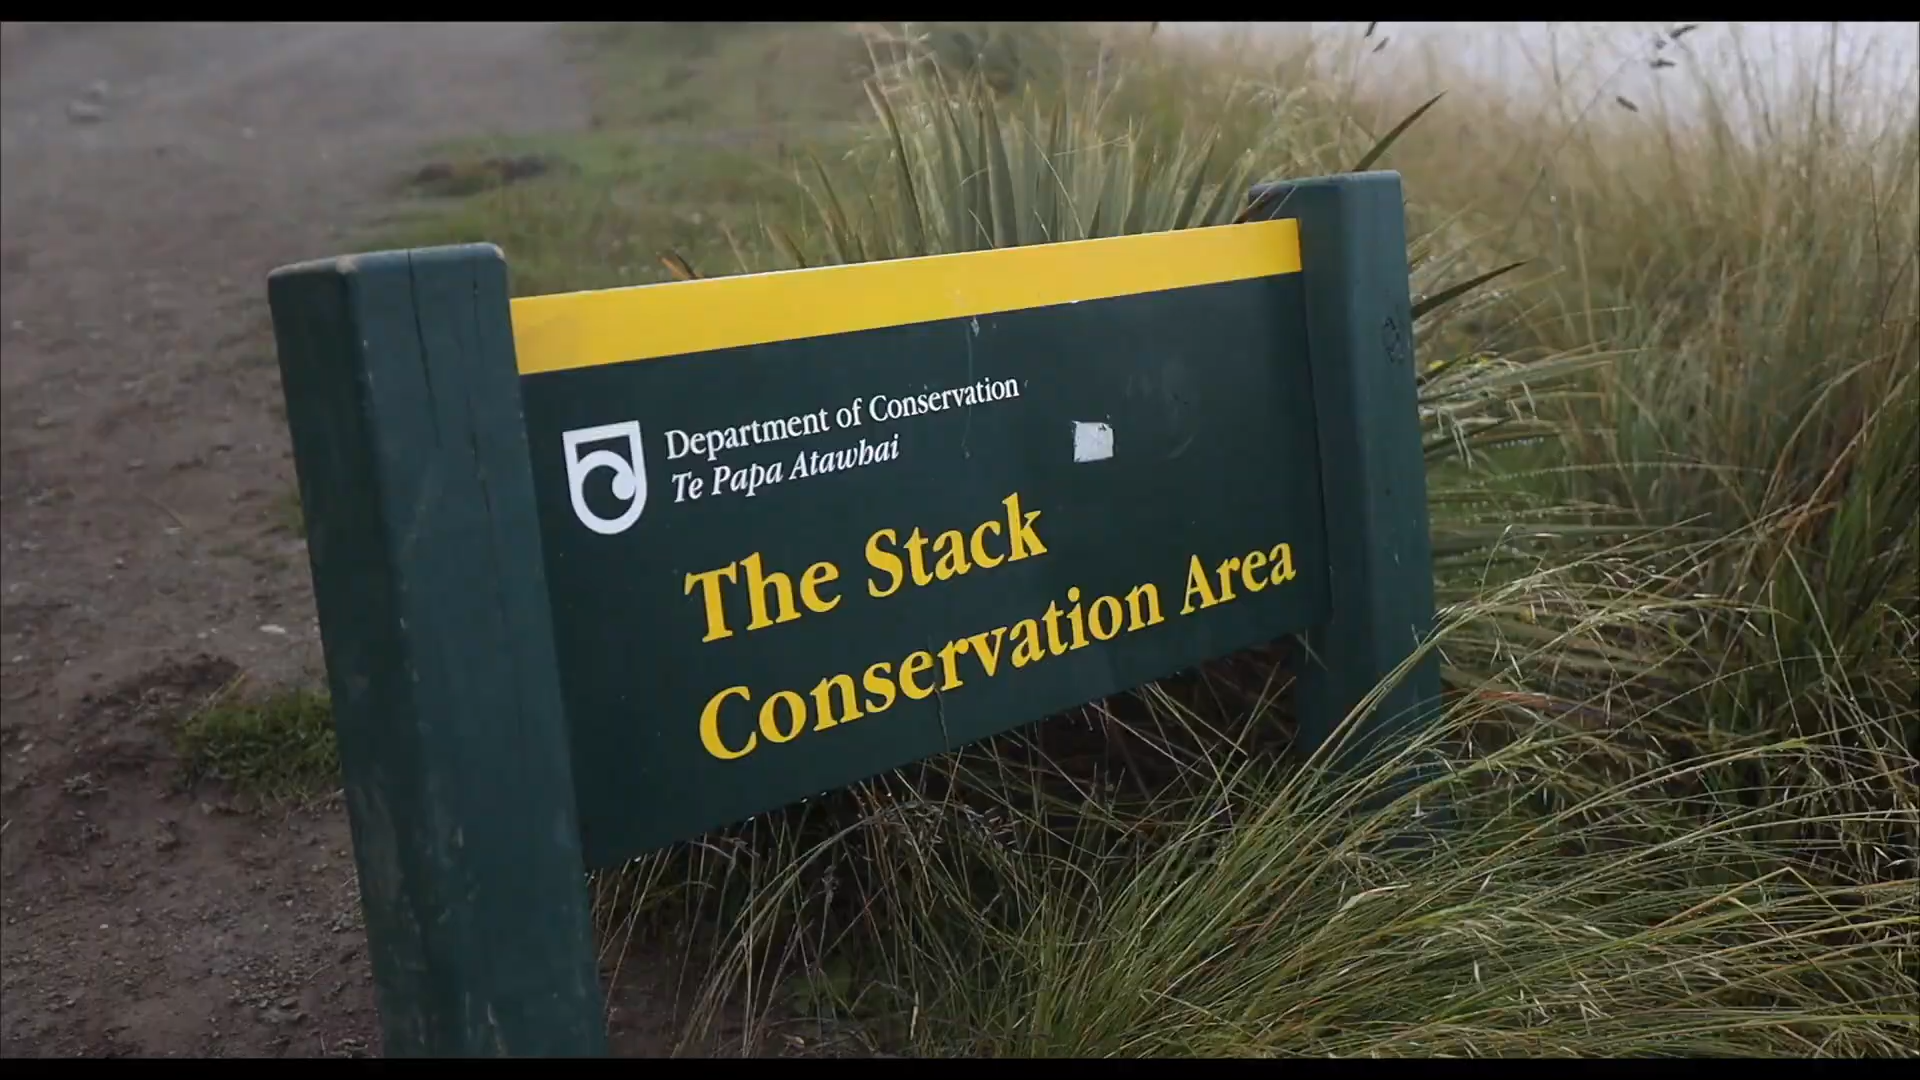 Department of Conservation
Te Papa Atawhai
The Stack
Conservation Area